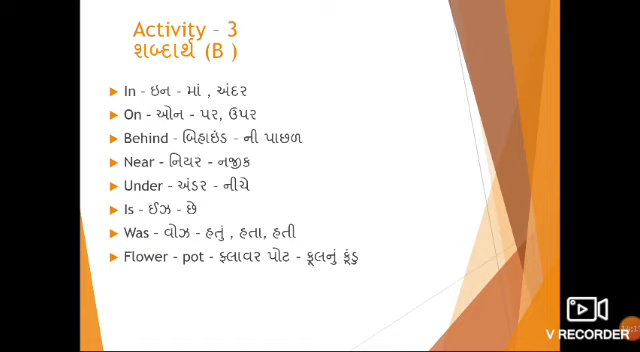 Activity – 3
શબ્દાર્થ (B )
In – ઇન – માં , અંદર
On – ઓન – પર, ઉપર
Behind – બિહાઇંડ – ની પાછળ
Near – નિયર – નજીક
Under – અંડર – નીચે
Is – ઈઝ – છે
Was – વોઝ – હતું , હતા, હતી
Flower – pot – ફ્લાવર પોટ – ફૂલનું કૂંડુ
V RECORDER